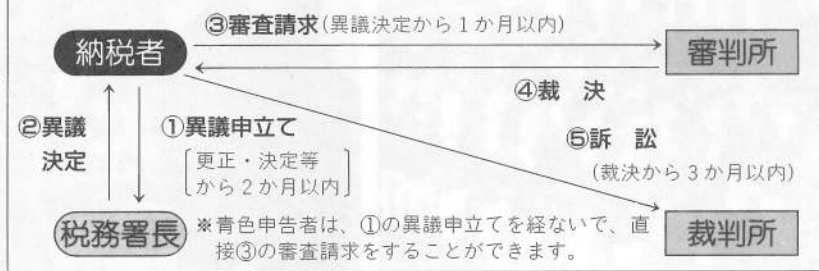 ③審査請求(異議決定から1か月以内)
納税者
審判所
④裁　決
②異議
決定
①異議申立て
更正・決定等
から2か月以内
⑤訴　訟
(裁決から3か月以内)
税務署長
※青色申告者は、①の異議申立てを経ないで、直
接③の審査請求をすることができます。
裁判所